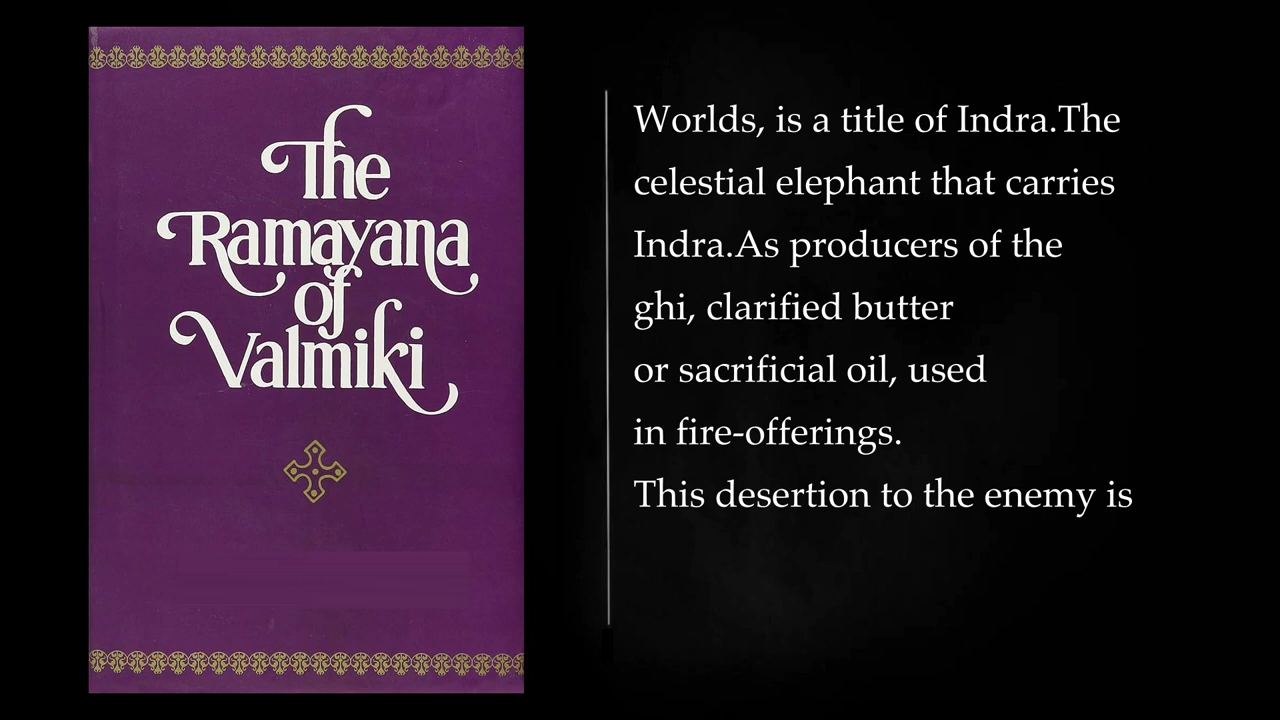 The
Ramayana
of
Valmiki
Worlds, is a title of Indra.The
celestial elephant that carries
Indra.As producers of the
ghi, clarified butter
or sacrificial oil, used
in fire-offerings.
This desertion to the enemy is